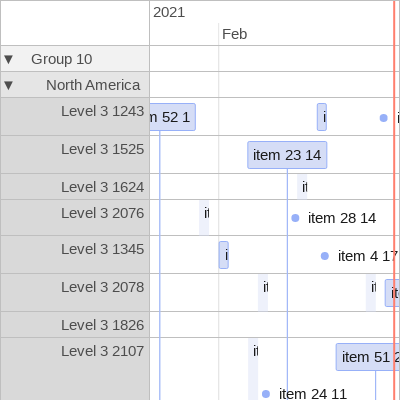 2021
Feb
▼ Group 10
▼ North America
Level 3 1243
52 1
Level 3 1525
item 23 14
Level 3 1624
Level 3 2076
item 28 14
Level 3 1345
item 4 17
Level 3 2078
Level 3 1826
Level 3 2107
item 51
item 24 11